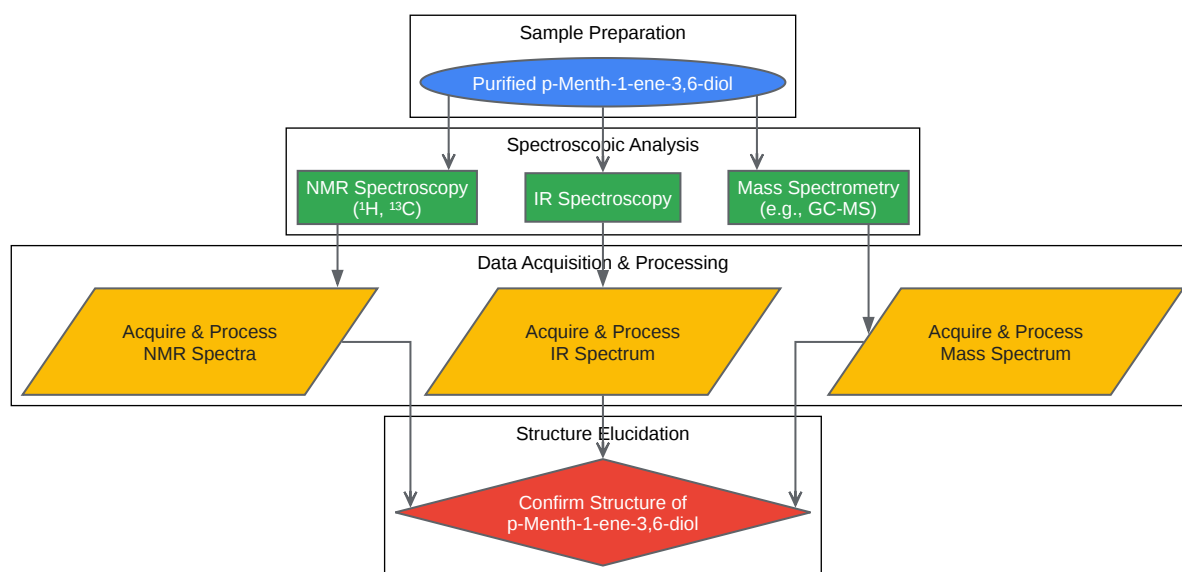 Sample Preparation
Purified p-Menth-1-ene-3,6-diol
Spectroscopic Analysis
NMR Spectroscopy
(¹H, ¹³C)
IR Spectroscopy
Mass Spectrometry
(e.g., GC-MS)
Data Acquisition & Processing
Acquire & Process
NMR Spectra
Acquire & Process
IR Spectrum
Acquire & Process
Mass Spectrum
Structure Elucidation
Confirm Structure of
p-Menth-1-ene-3,6-diol